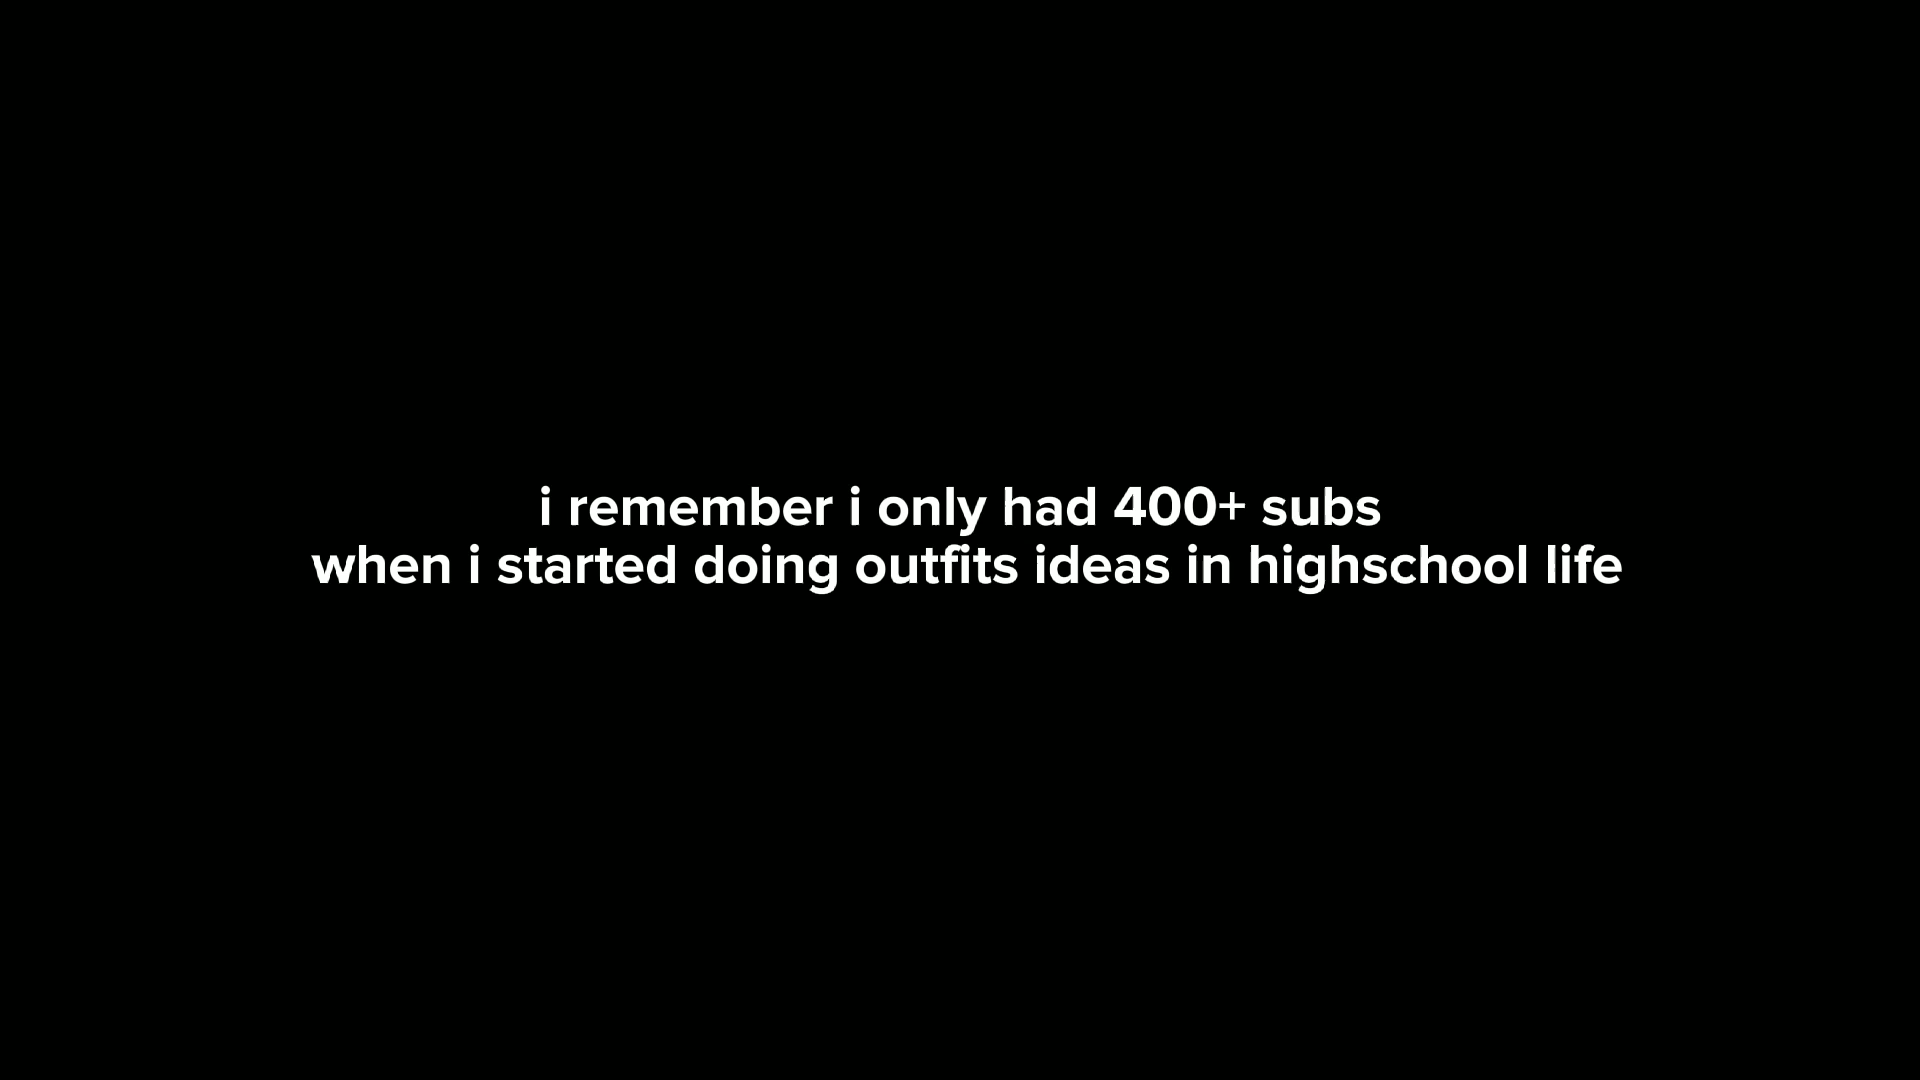 i remember i only had 400+ subs
when i started doing outfits ideas in highschool life